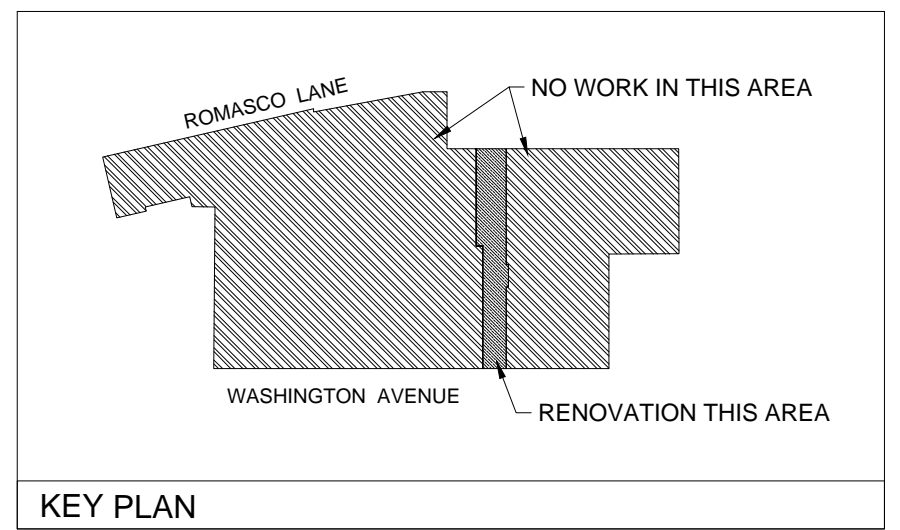 ROMASCO LANE
NO WORK IN THIS AREA
WASHINGTON AVENUE
RENOVATION THIS AREA
KEY PLAN